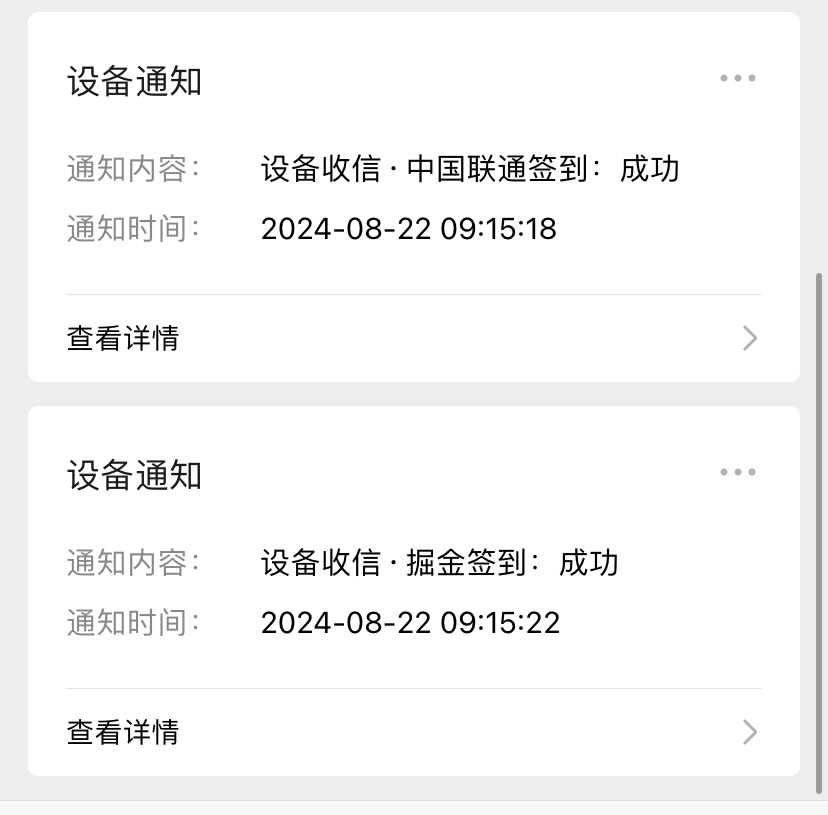 设备通知
通知内容: 设备收信 · 中国联通签到：成功
通知时间: 2024-08-22 09:15:18
查看详情
设备通知
通知内容: 设备收信 · 掘金签到：成功
通知时间: 2024-08-22 09:15:22
查看详情